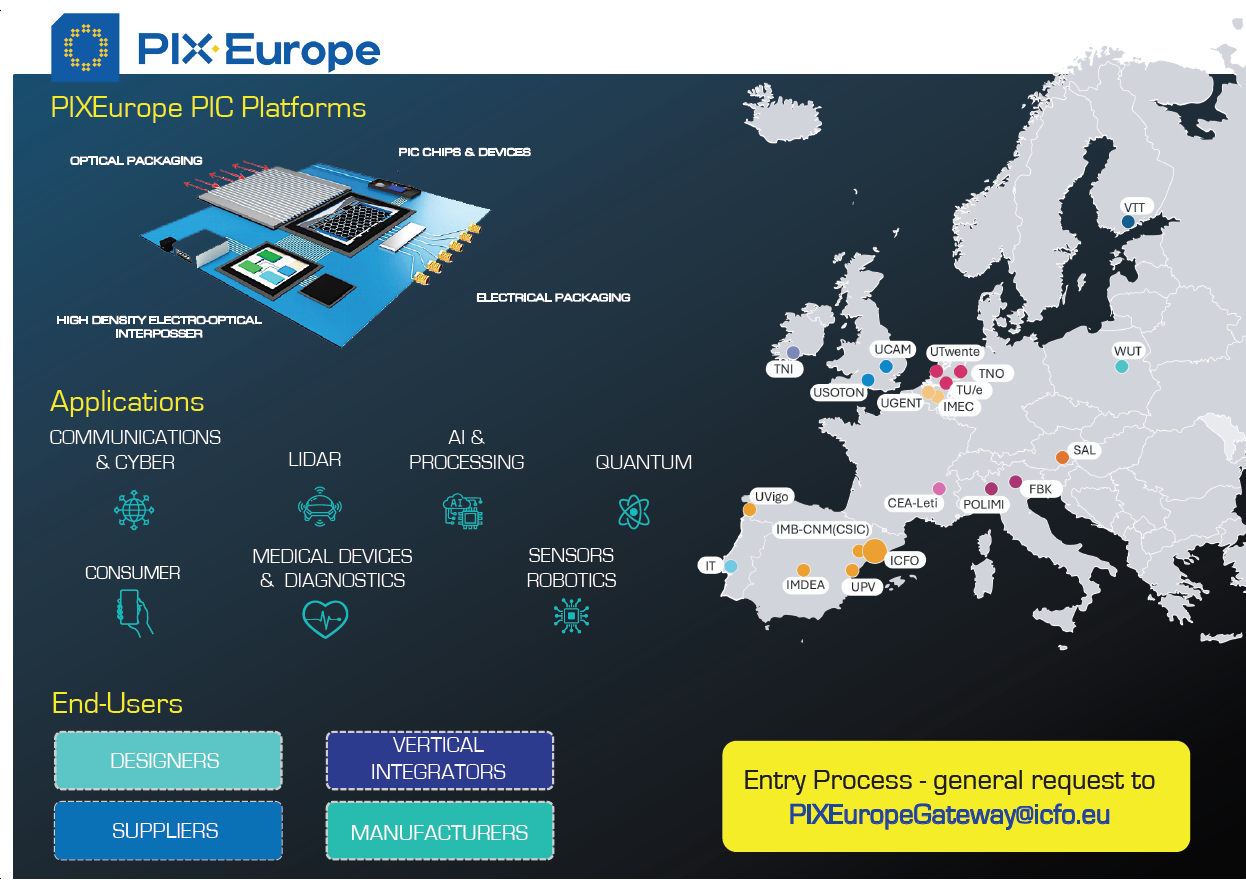 PIX Europe
PIXEurope PIC Platforms
OPTICAL PACKAGING
PIC CHIPS & DEVICES
ELECTRICAL PACKAGING
HIGH DENSITY ELECTRO-OPTICAL
INTERPOSSER
Applications
COMMUNICATIONS
& CYBER
LIDAR
AI &
PROCESSING
QUANTUM
AI
CONSUMER
MEDICAL DEVICES
& DIAGNOSTICS
SENSORS
ROBOTICS
End-Users
DESIGNERS
VERTICAL
INTEGRATORS
SUPPLIERS
MANUFACTURERS
VTT
WUT
UCAM
UTwente
TNI
TNO
USOTON
TU/e
UGENT
IMEC
SAL
FBK
CEA-Leti
POLIMI
UVigo
IMB-CNM(CSIC)
ICFO
IT
IMDEA
UPV
Entry Process - general request to
PIXEuropeGateway@icfo.eu